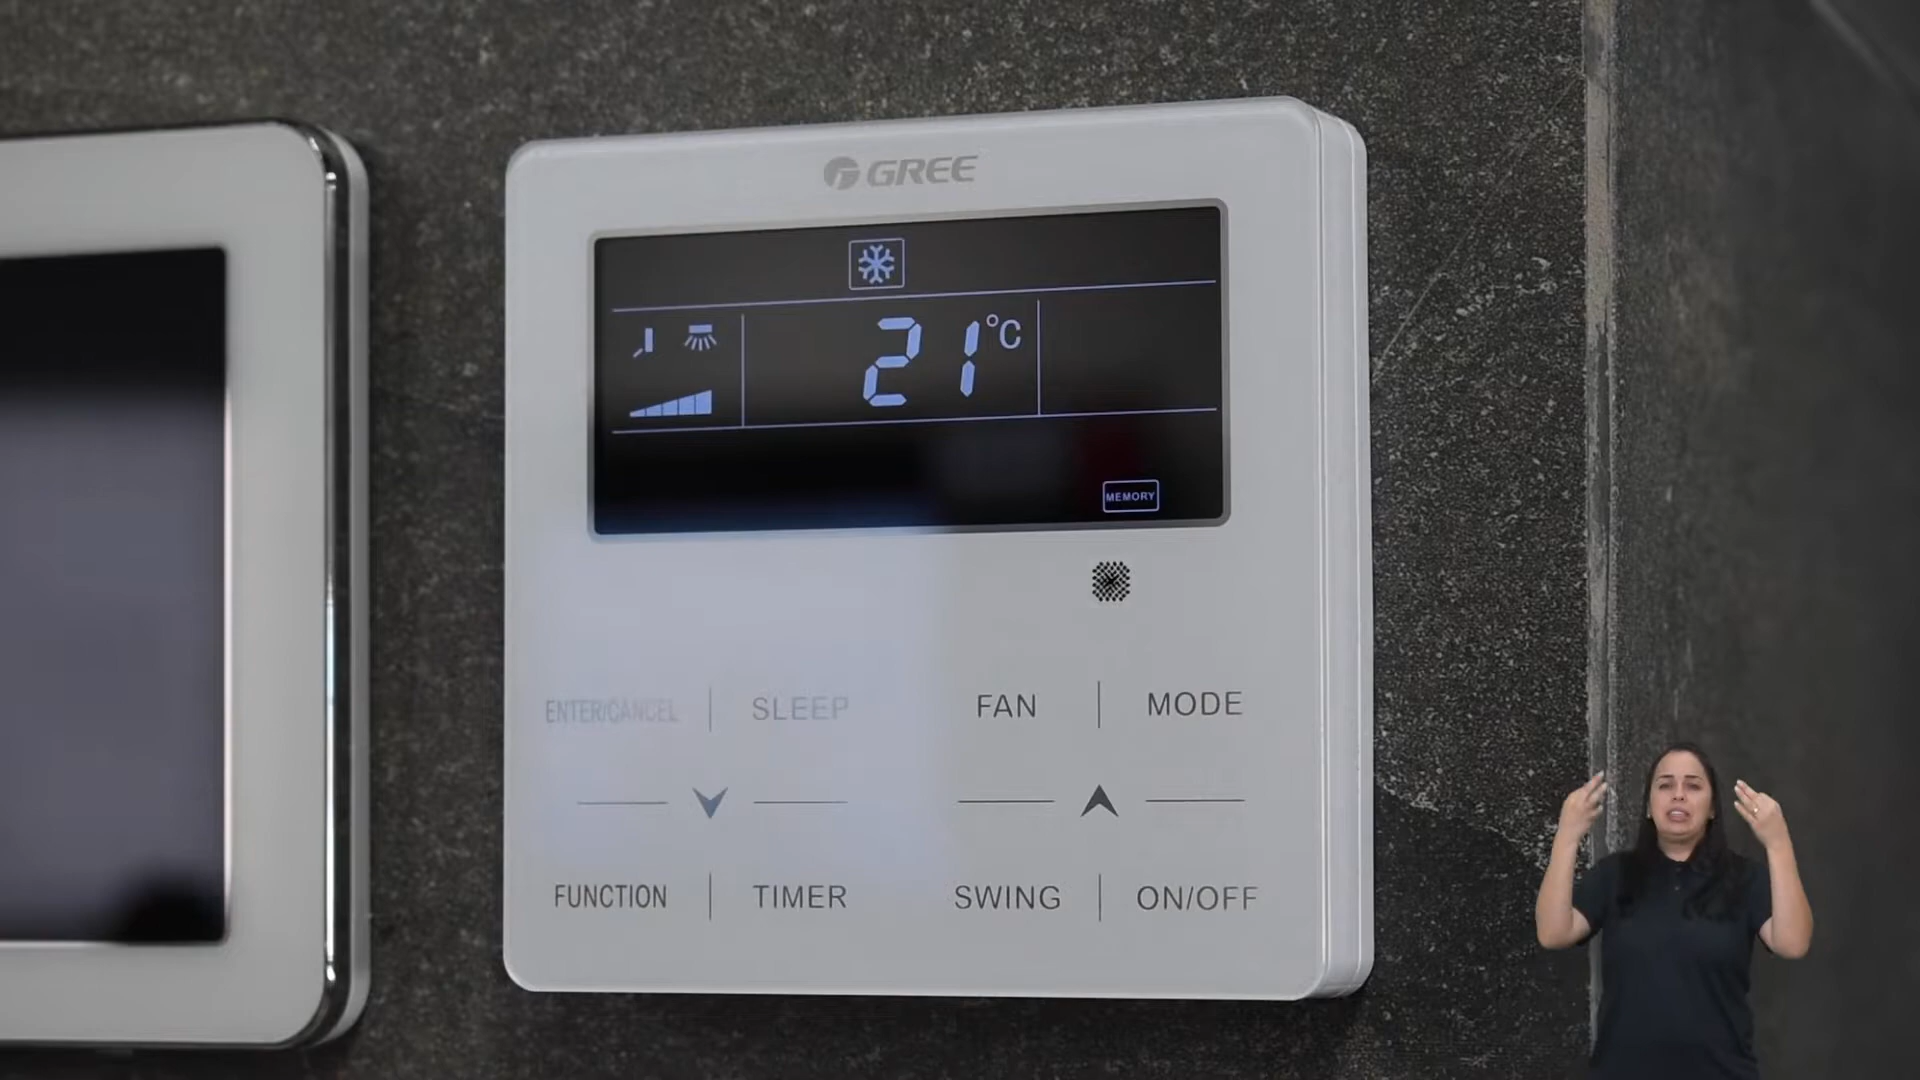 GREE
21°C
MEMORY
ENTER/CANCEL SLEEP FAN MODE
FUNCTION TIMER SWING ON/OFF